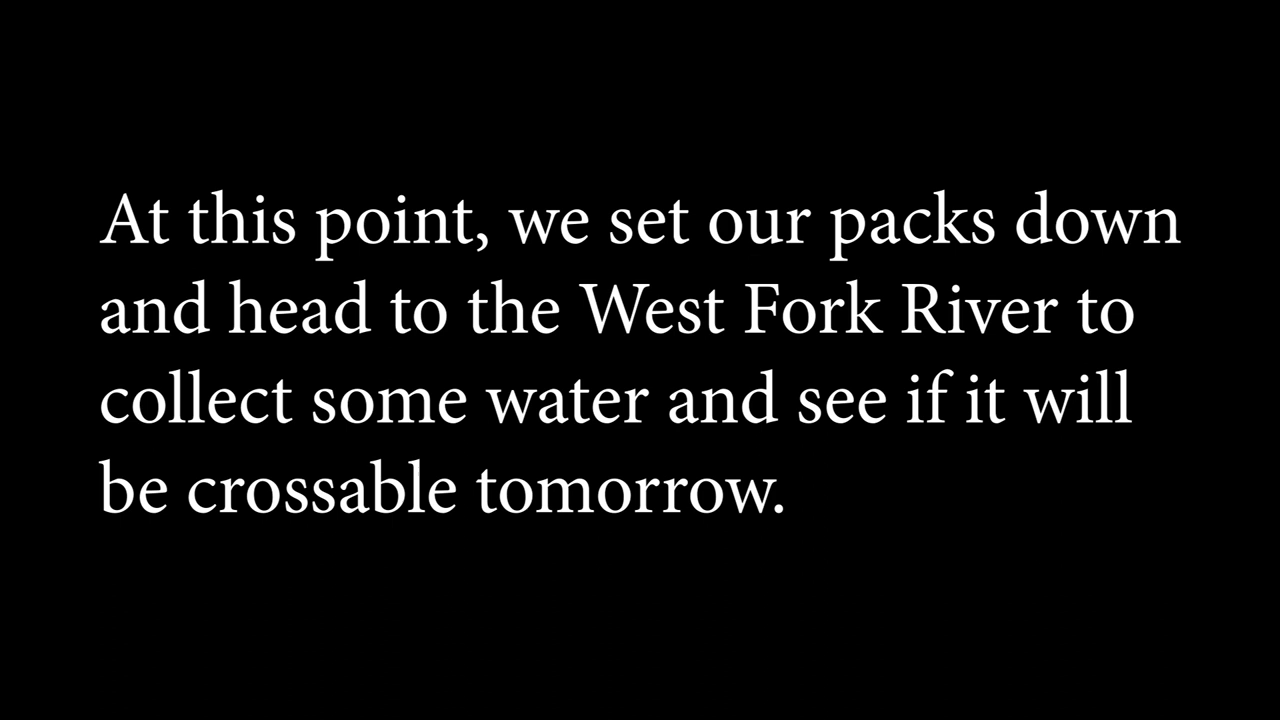 At this point, we set our packs down
and head to the West Fork River to
collect some water and see if it will
be crossable tomorrow.